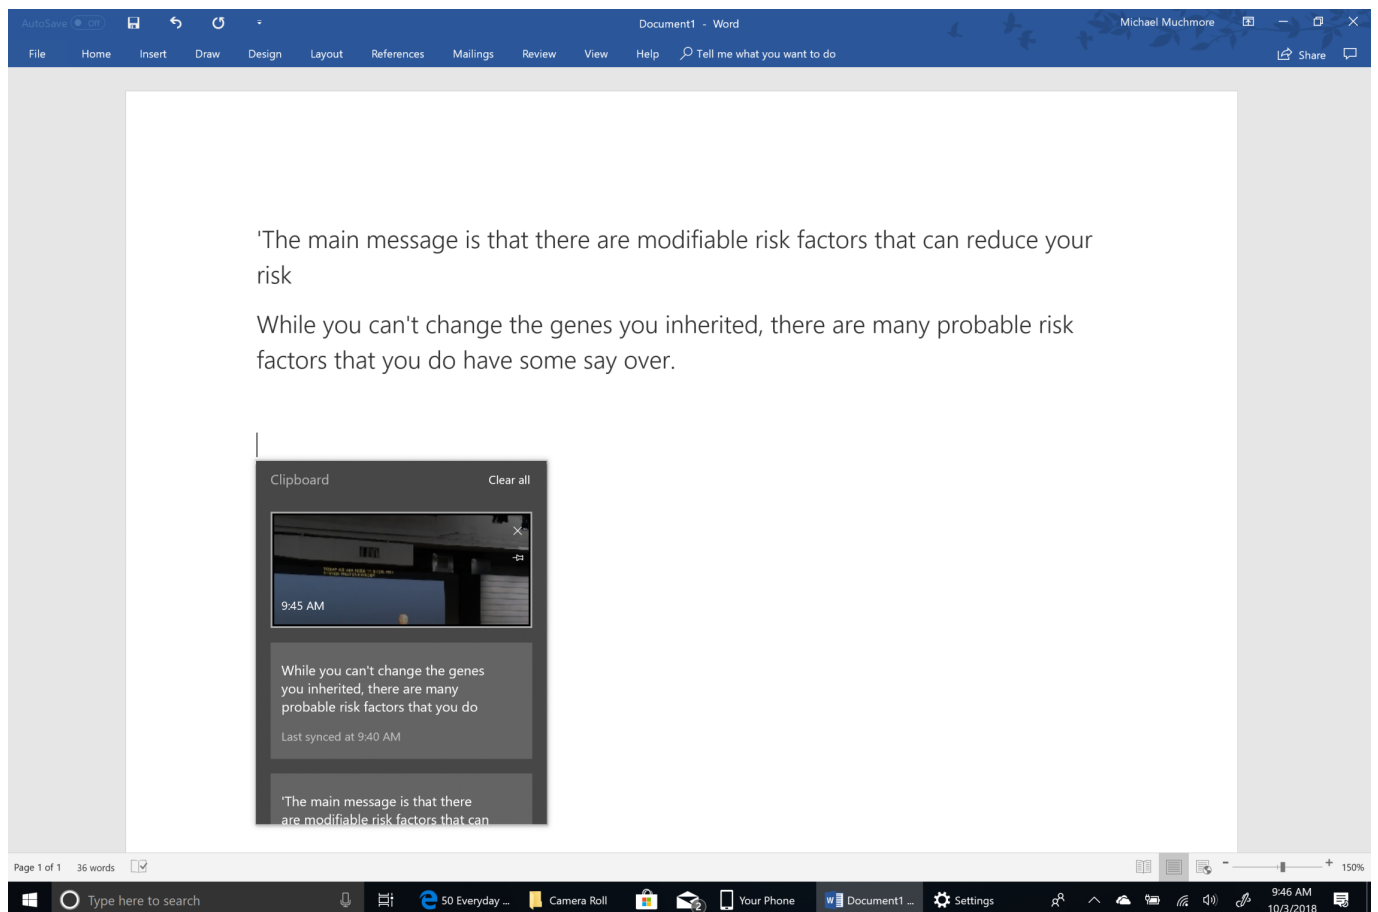 AutoSave Off
Document1 - Word
Michael Muchmore
File Home Insert Draw Design Layout References Mailings Review View Help Tell me what you want to do
Share
'The main message is that there are modifiable risk factors that can reduce your
risk
While you can't change the genes you inherited, there are many probable risk
factors that you do have some say over.
Clipboard Clear all
9:45 AM
While you can't change the genes
you inherited, there are many
probable risk factors that you do
Last synced at 9:40 AM
'The main message is that there
are modifiable risk factors that can
Page 1 of 1 36 words
150%
Type here to search
50 Everyday ...
Camera Roll
2
Your Phone
Document1 ...
Settings
9:46 AM
10/3/2018